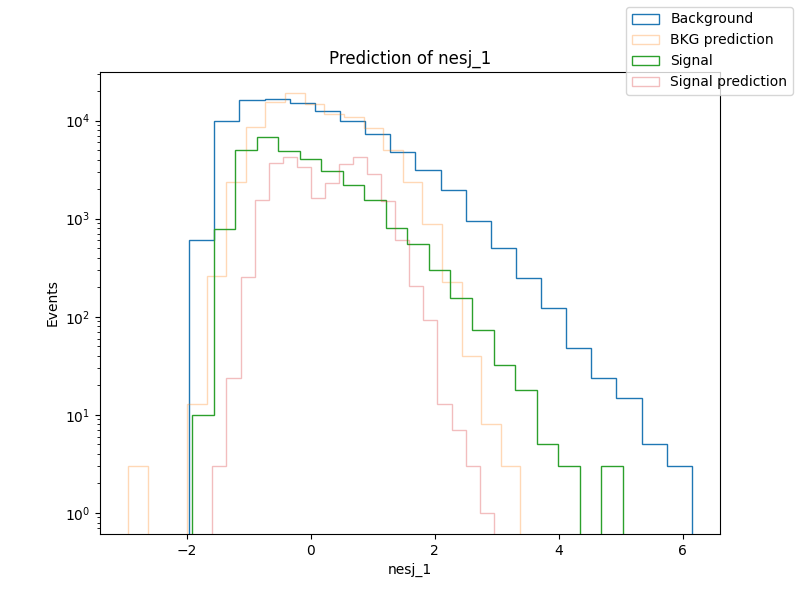 Prediction of nesj_1
Background
BKG prediction
Signal
Signal prediction
Events
10⁴
10³
10²
10¹
10⁰
−2
0
2
4
6
nesj_1